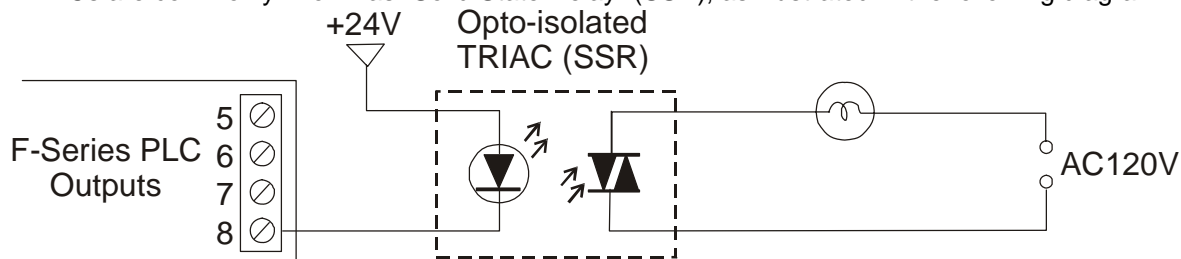 +24V
Opto-isolated
TRIAC (SSR)
F-Series PLC
Outputs
5
6
7
8
AC120V